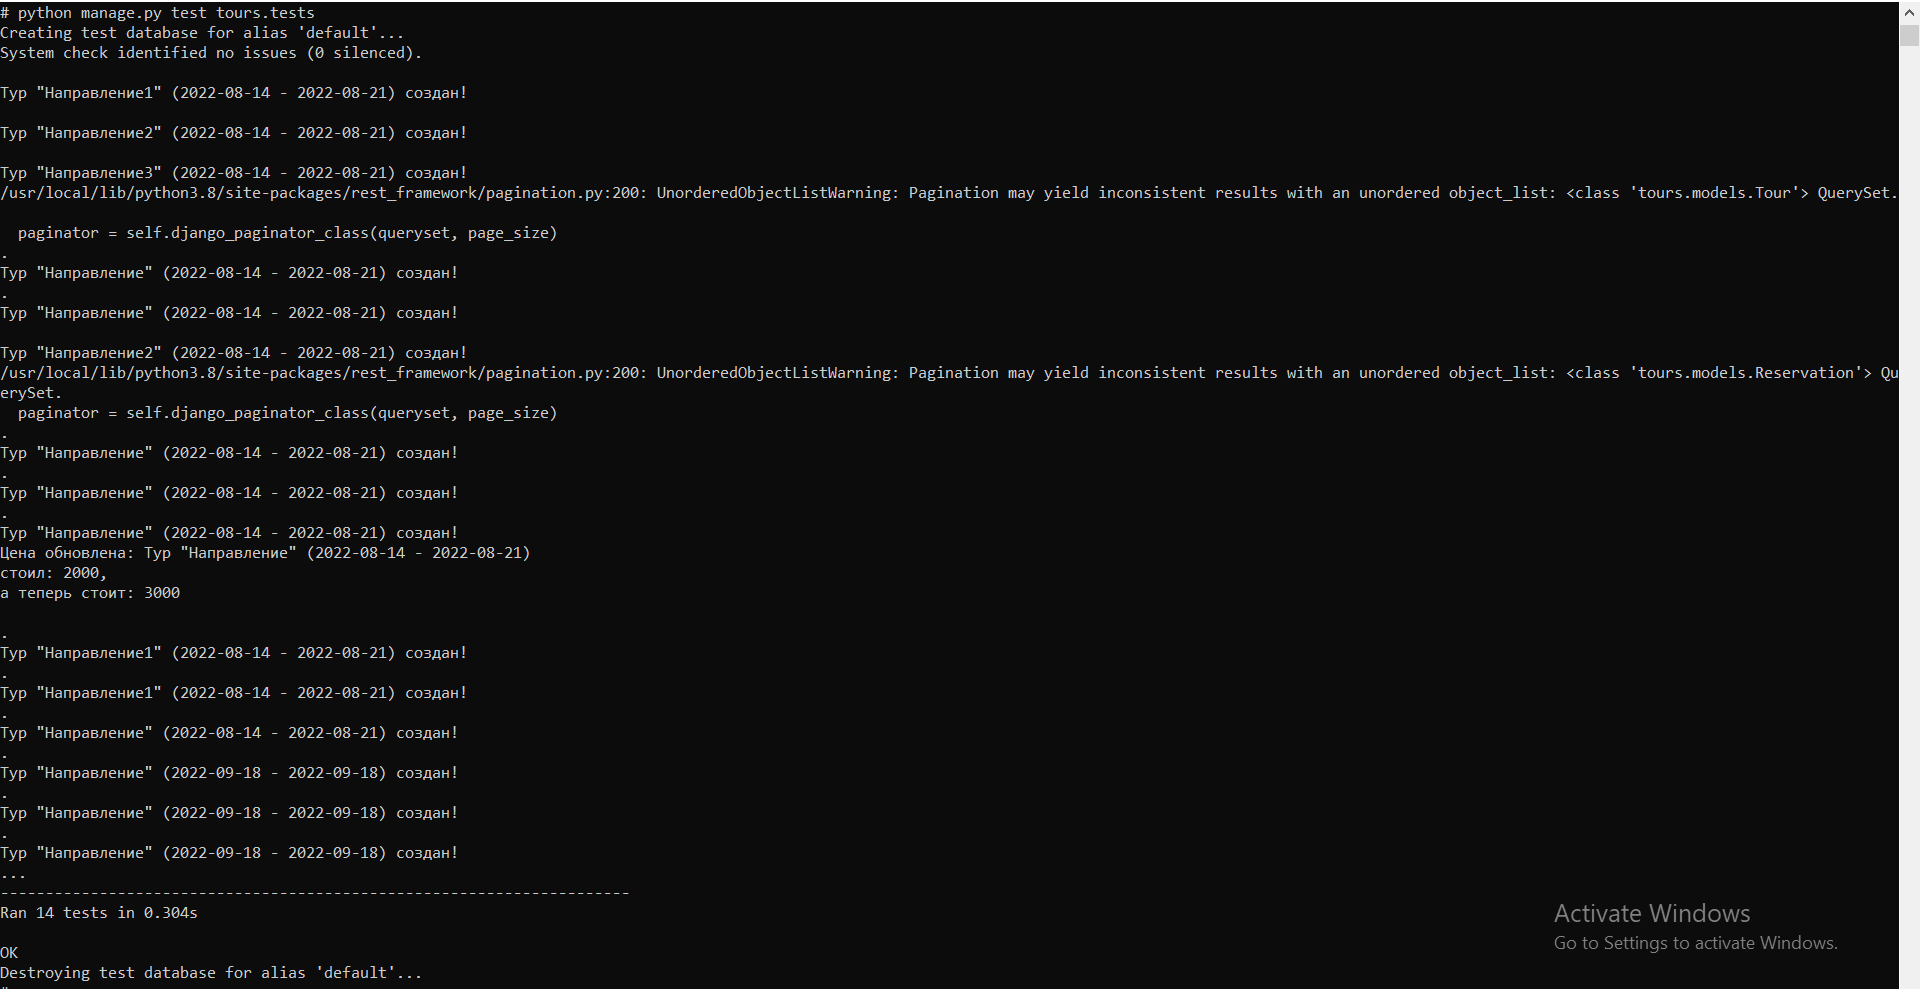 # python manage.py test tours.tests
Creating test database for alias 'default'...
System check identified no issues (0 silenced).
Тур "Направление1" (2022-08-14 - 2022-08-21) создан!
Тур "Направление2" (2022-08-14 - 2022-08-21) создан!
Тур "Направление3" (2022-08-14 - 2022-08-21) создан!
/usr/local/lib/python3.8/site-packages/rest_framework/pagination.py:200: UnorderedObjectListWarning: Pagination may yield inconsistent results with an unordered object_list: <class 'tours.models.Tour'> QuerySet.
  paginator = self.django_paginator_class(queryset, page_size)
.
Тур "Направление" (2022-08-14 - 2022-08-21) создан!
.
Тур "Направление" (2022-08-14 - 2022-08-21) создан!
Тур "Направление2" (2022-08-14 - 2022-08-21) создан!
/usr/local/lib/python3.8/site-packages/rest_framework/pagination.py:200: UnorderedObjectListWarning: Pagination may yield inconsistent results with an unordered object_list: <class 'tours.models.Reservation'> Qu
erySet.
  paginator = self.django_paginator_class(queryset, page_size)
.
Тур "Направление" (2022-08-14 - 2022-08-21) создан!
.
Тур "Направление" (2022-08-14 - 2022-08-21) создан!
.
Тур "Направление" (2022-08-14 - 2022-08-21) создан!
Цена обновлена: Тур "Направление" (2022-08-14 - 2022-08-21)
стоил: 2000,
а теперь стоит: 3000
.
Тур "Направление1" (2022-08-14 - 2022-08-21) создан!
.
Тур "Направление1" (2022-08-14 - 2022-08-21) создан!
.
Тур "Направление" (2022-08-14 - 2022-08-21) создан!
.
Тур "Направление" (2022-09-18 - 2022-09-18) создан!
.
Тур "Направление" (2022-09-18 - 2022-09-18) создан!
.
Тур "Направление" (2022-09-18 - 2022-09-18) создан!
...
----------------------------------------------------------------------
Ran 14 tests in 0.304s
OK
Destroying test database for alias 'default'...
#
Activate Windows
Go to Settings to activate Windows.